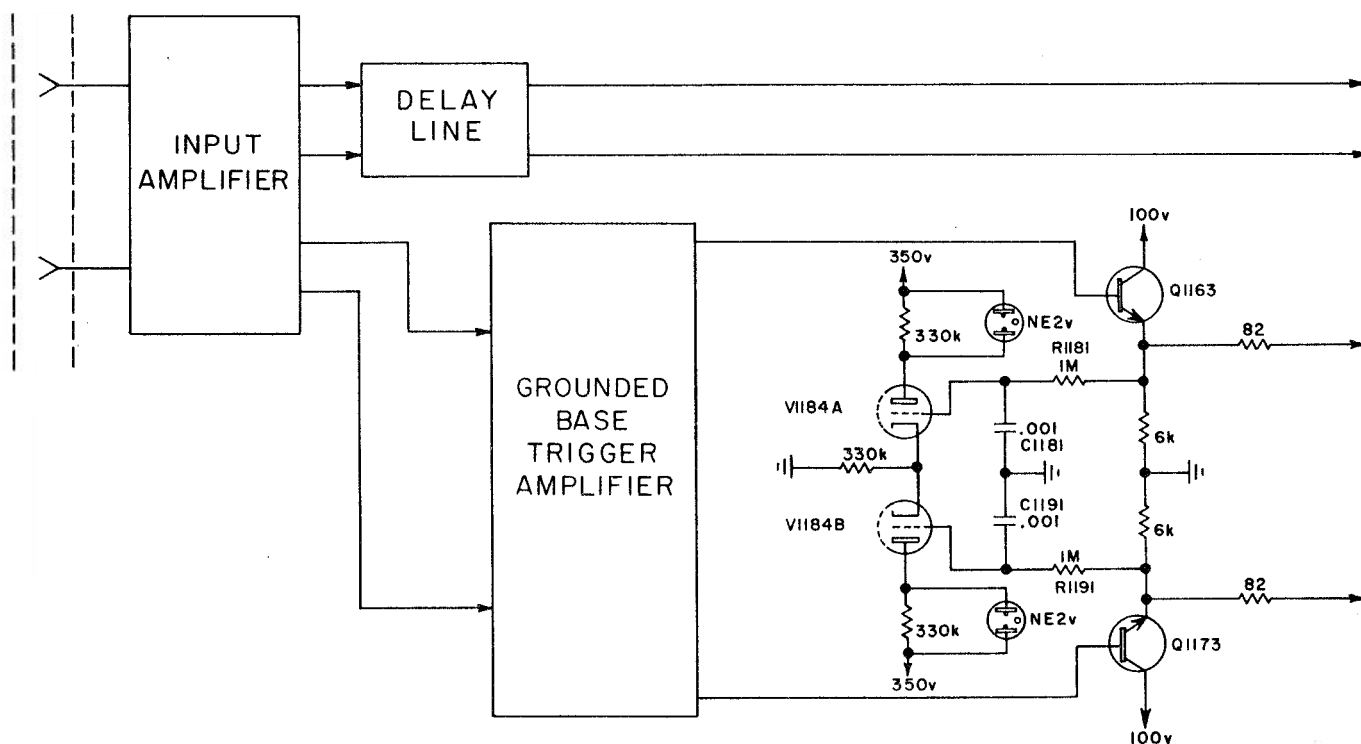 INPUT
AMPLIFIER
DELAY
LINE
GROUNDED
BASE
TRIGGER
AMPLIFIER
100v
Q1163
350v
330k
NE2v
82
R1181
1M
V1184A
.001
C1181
6k
330k
C1191
.001
6k
V1184B
1M
R1191
82
330k
NE2v
Q1173
350v
100v